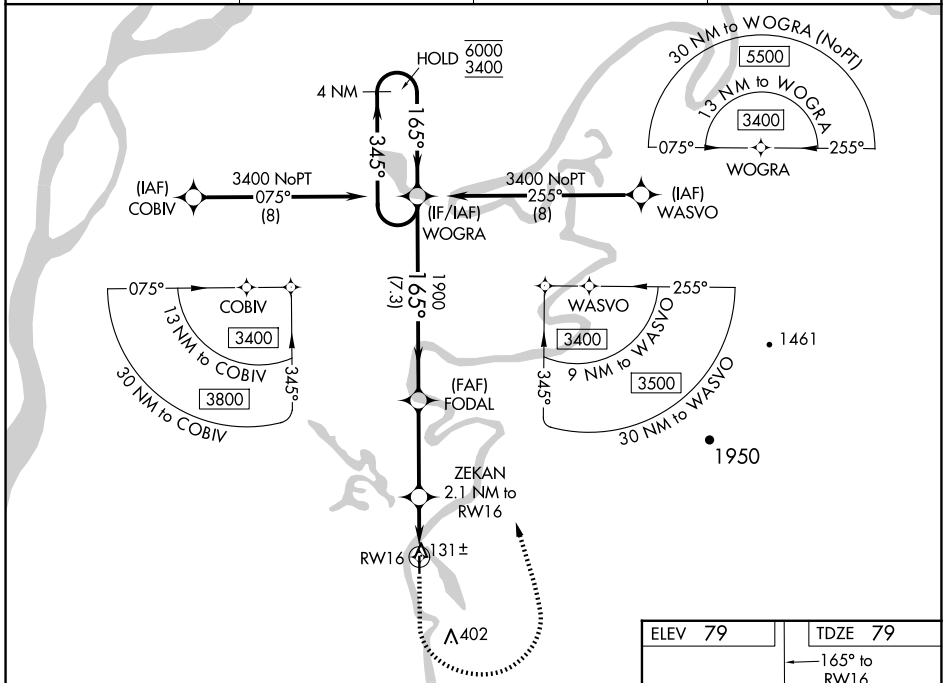 HOLD 6000
3400
4 NM
165°
345°
30 NM to WOGRA (NoPT)
5500
13 NM to WOGRA
3400
075°
255°
WOGRA
(IAF)
COBIV
3400 NoPT
075°
(8)
(IF/IAF)
WOGRA
3400 NoPT
255°
(8)
(IAF)
WASVO
1900
165°
(7.3)
075°
COBIV
3400
13 NM to COBIV
345°
3800
30 NM to COBIV
WASVO
255°
3400
9 NM to WASVO
345°
3500
30 NM to WASVO
1461
1950
(FAF)
FODAL
ZEKAN
2.1 NM to
RW16
RW16
131±
402
ELEV 79
TDZE 79
165° to
RW16